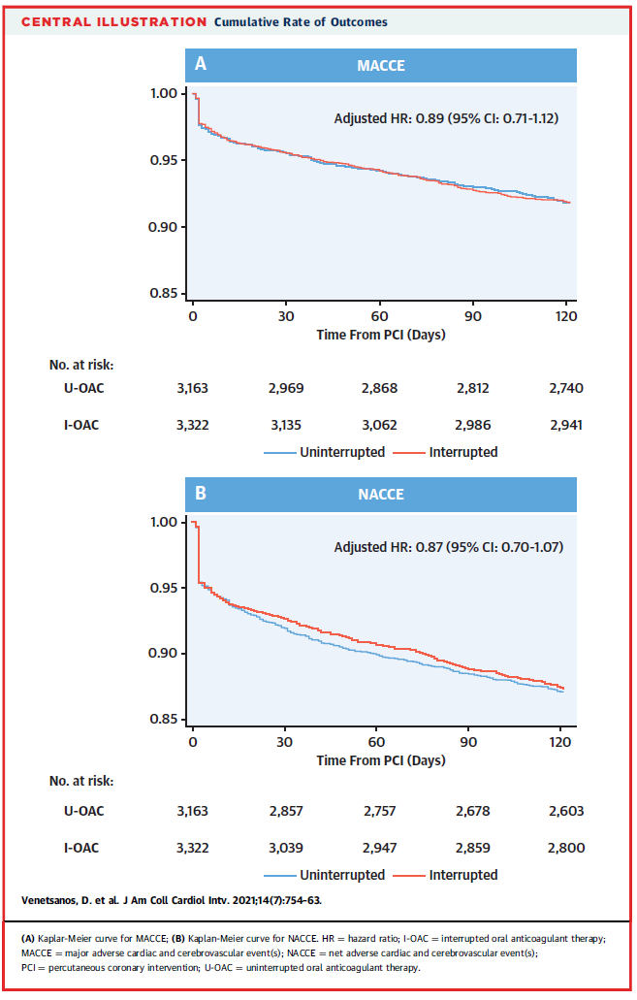 CENTRAL ILLUSTRATION Cumulative Rate of Outcomes
A MACCE
Adjusted HR: 0.89 (95% CI: 0.71-1.12)
1.00
0.95
0.90
0.85
0 30 60 90 120
Time From PCI (Days)
No. at risk:
U-OAC 3,163 2,969 2,868 2,812 2,740
I-OAC 3,322 3,135 3,062 2,986 2,941
Uninterrupted Interrupted
B NACCE
Adjusted HR: 0.87 (95% CI: 0.70-1.07)
1.00
0.95
0.90
0.85
0 30 60 90 120
Time From PCI (Days)
No. at risk:
U-OAC 3,163 2,857 2,757 2,678 2,603
I-OAC 3,322 3,039 2,947 2,859 2,800
Uninterrupted Interrupted
Venetsanos, D. et al. J Am Coll Cardiol Intv. 2021;14(7):754-63.
(A) Kaplar-Meier curve for MACCE; (B) Kaplan-Meier curve for NACCE. HR = hazard ratio; I-OAC = interrupted oral anticoagulant therapy;
MACCE = major adverse cardiac and cerebrovascular event(s); NACCE = net adverse cardiac and cerebrovascular event(s);
PCI = percutaneous coronary intervention; U-OAC = uninterrupted oral anticoagulant therapy.